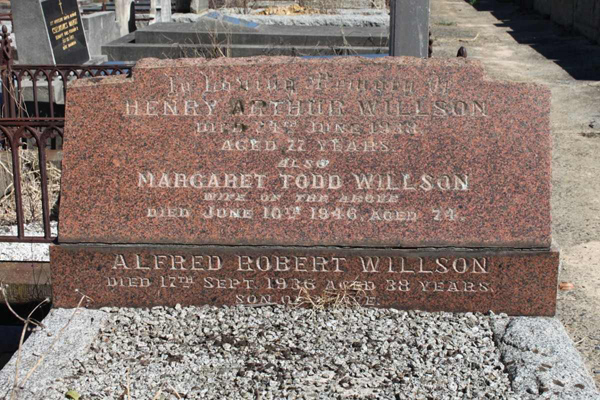 In Loving Memory of
HENRY ARTHUR WILLSON
DIED JUNE
AGED 77 YEARS.
ALSO
MARGARET TODD WILLSON
WIFE OF THE ABOVE
DIED JUNE 10TH 1946, AGED 74.
ALFRED ROBERT WILLSON
DIED 17TH SEPT. 1936 AGED 38 YEARS.
SON OF